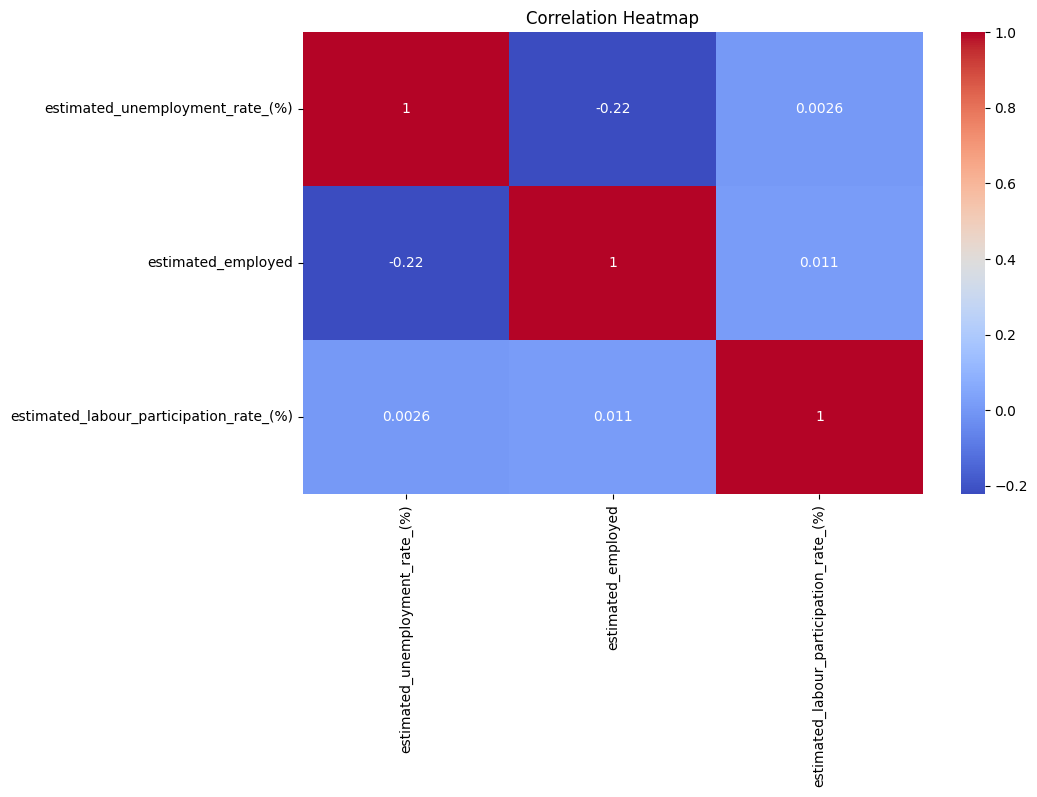 Correlation Heatmap
estimated_unemployment_rate_(%)
1
-0.22
0.0026
estimated_employed
-0.22
1
0.011
estimated_labour_participation_rate_(%)
0.0026
0.011
1
estimated_unemployment_rate_(%)
estimated_employed
estimated_labour_participation_rate_(%)
1.0
0.8
0.6
0.4
0.2
0.0
−0.2